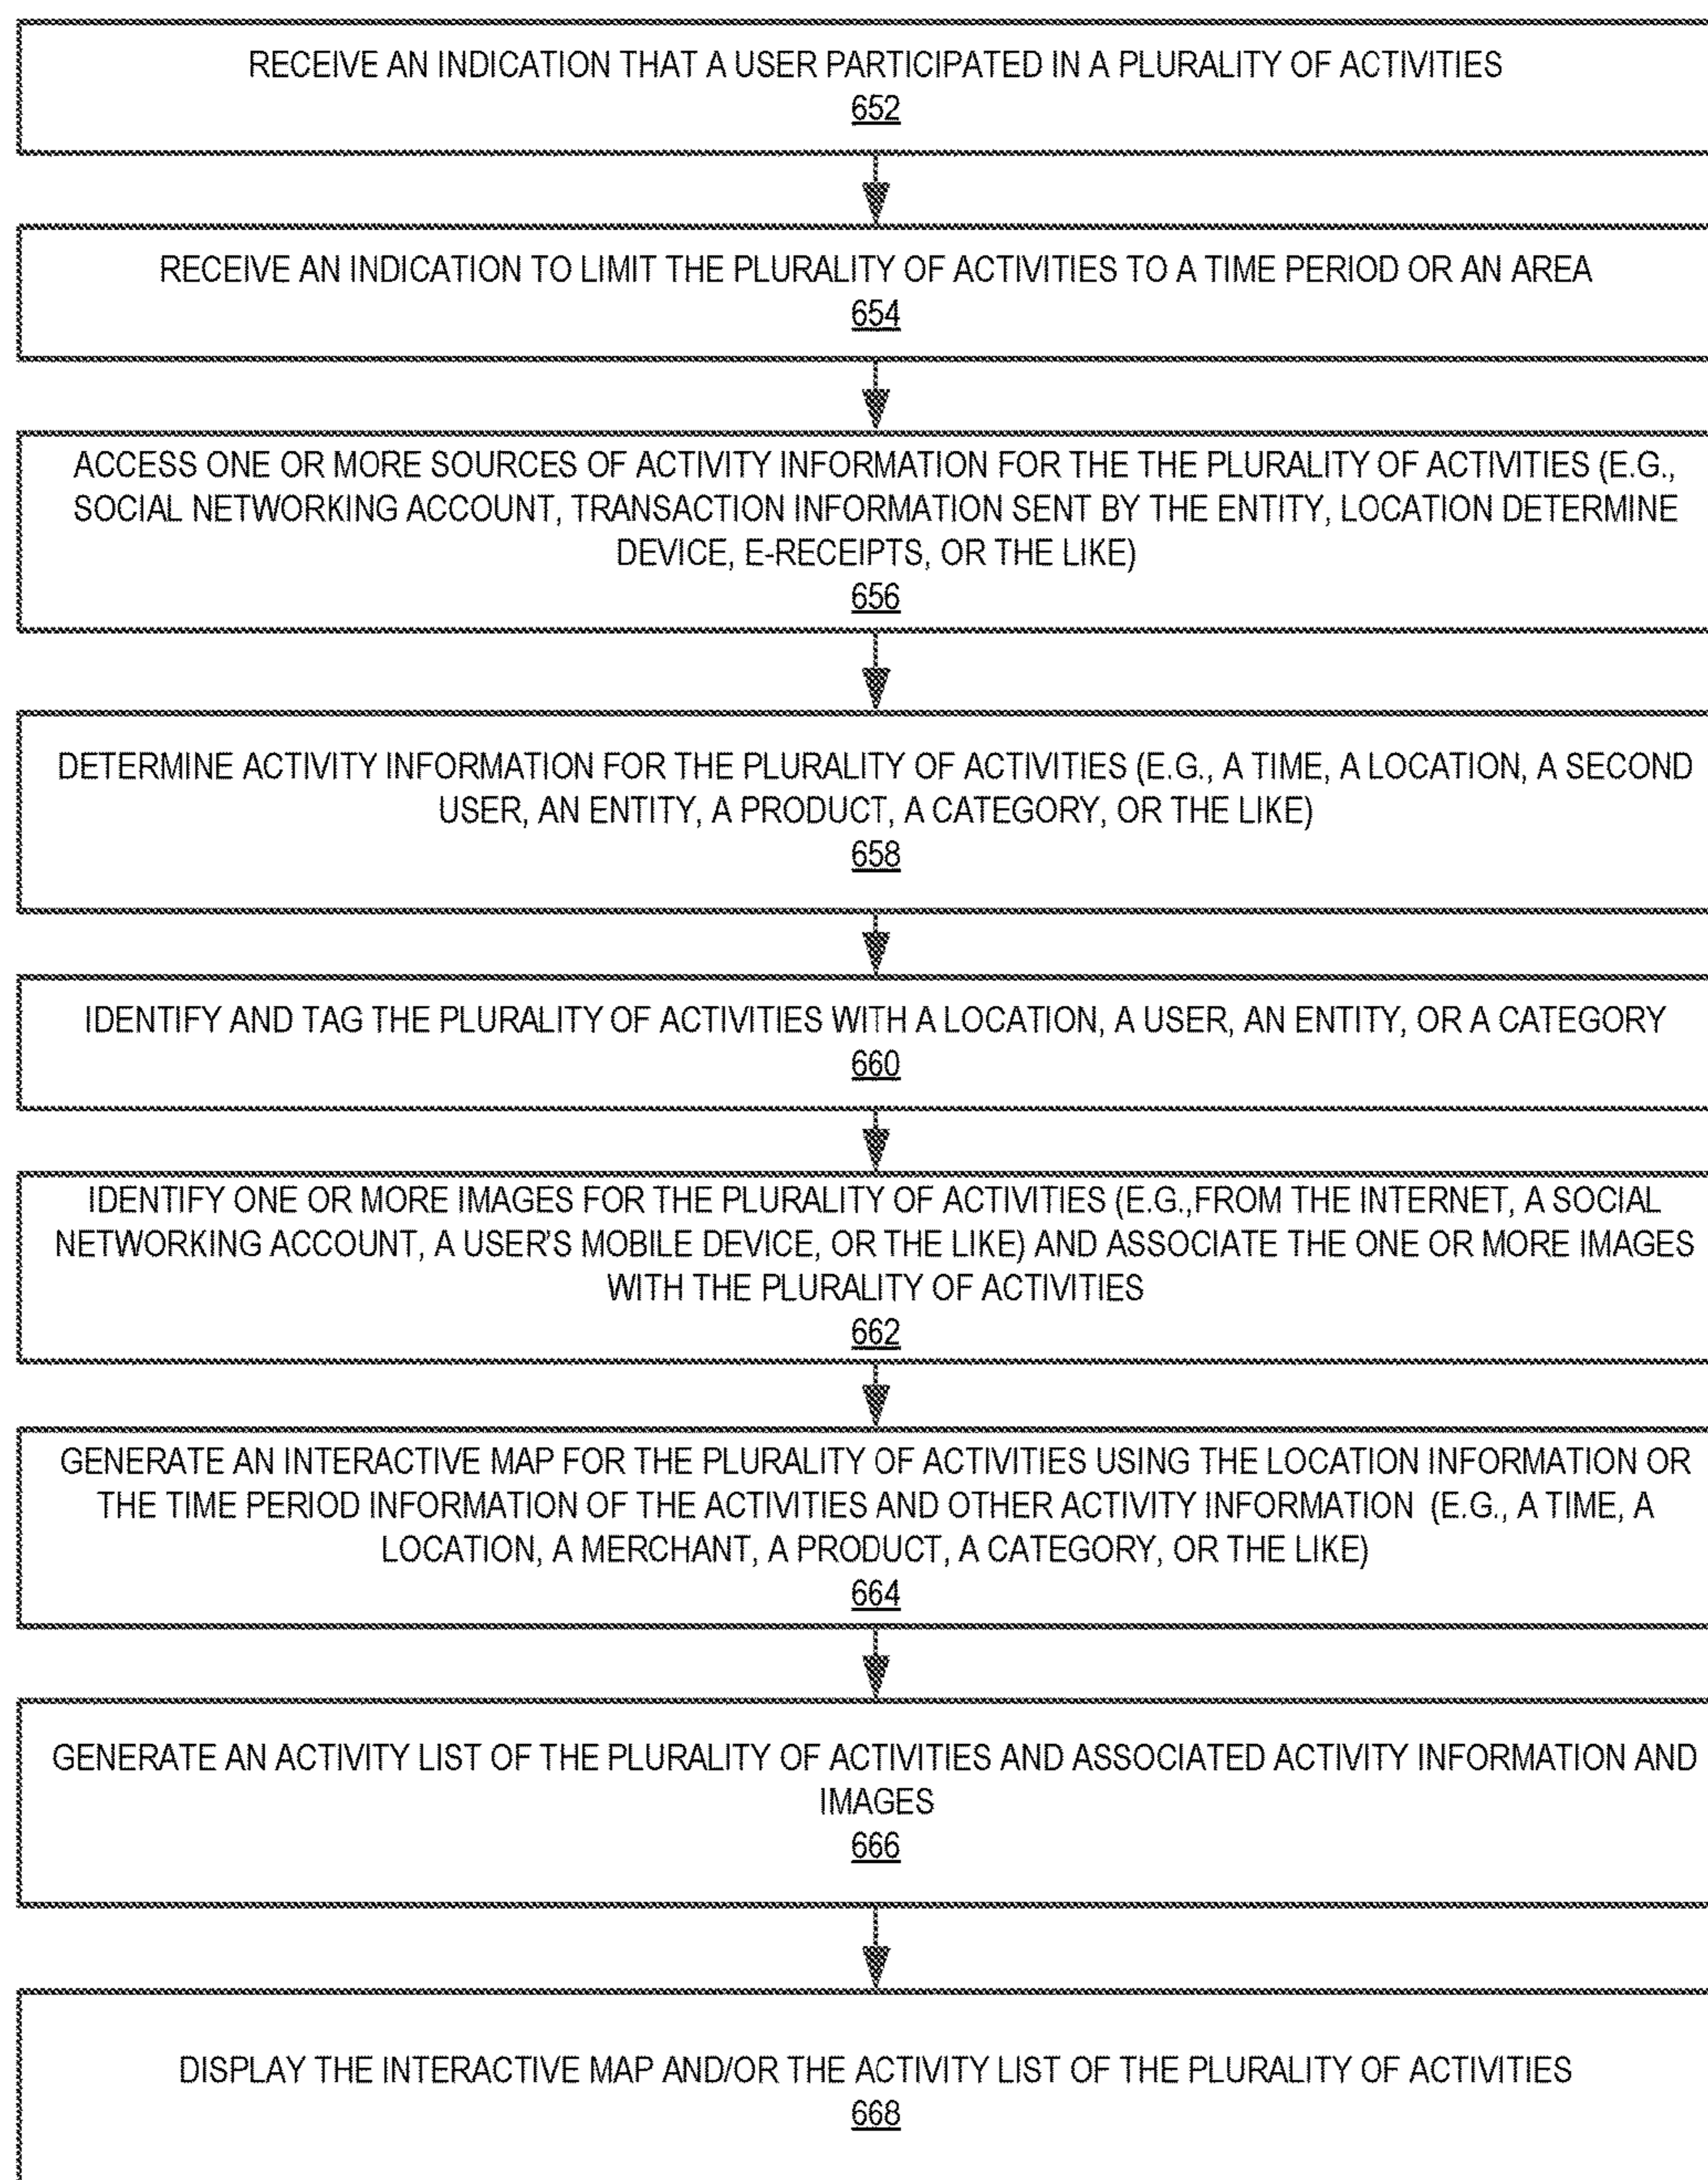 RECEIVE AN INDICATION THAT A USER PARTICIPATED IN A PLURALITY OF ACTIVITIES
652
RECEIVE AN INDICATION TO LIMIT THE PLURALITY OF ACTIVITIES TO A TIME PERIOD OR AN AREA
654
ACCESS ONE OR MORE SOURCES OF ACTIVITY INFORMATION FOR THE THE PLURALITY OF ACTIVITIES (E.G.,
SOCIAL NETWORKING ACCOUNT, TRANSACTION INFORMATION SENT BY THE ENTITY, LOCATION DETERMINE
DEVICE, E-RECEIPTS, OR THE LIKE)
656
DETERMINE ACTIVITY INFORMATION FOR THE PLURALITY OF ACTIVITIES (E.G., A TIME, A LOCATION, A SECOND
USER, AN ENTITY, A PRODUCT, A CATEGORY, OR THE LIKE)
658
IDENTIFY AND TAG THE PLURALITY OF ACTIVITIES WITH A LOCATION, A USER, AN ENTITY, OR A CATEGORY
660
IDENTIFY ONE OR MORE IMAGES FOR THE PLURALITY OF ACTIVITIES (E.G.,FROM THE INTERNET, A SOCIAL
NETWORKING ACCOUNT, A USER'S MOBILE DEVICE, OR THE LIKE) AND ASSOCIATE THE ONE OR MORE IMAGES
WITH THE PLURALITY OF ACTIVITIES
662
GENERATE AN INTERACTIVE MAP FOR THE PLURALITY OF ACTIVITIES USING THE LOCATION INFORMATION OR
THE TIME PERIOD INFORMATION OF THE ACTIVITIES AND OTHER ACTIVITY INFORMATION (E.G., A TIME, A
LOCATION, A MERCHANT, A PRODUCT, A CATEGORY, OR THE LIKE)
664
GENERATE AN ACTIVITY LIST OF THE PLURALITY OF ACTIVITIES AND ASSOCIATED ACTIVITY INFORMATION AND
IMAGES
666
DISPLAY THE INTERACTIVE MAP AND/OR THE ACTIVITY LIST OF THE PLURALITY OF ACTIVITIES
668